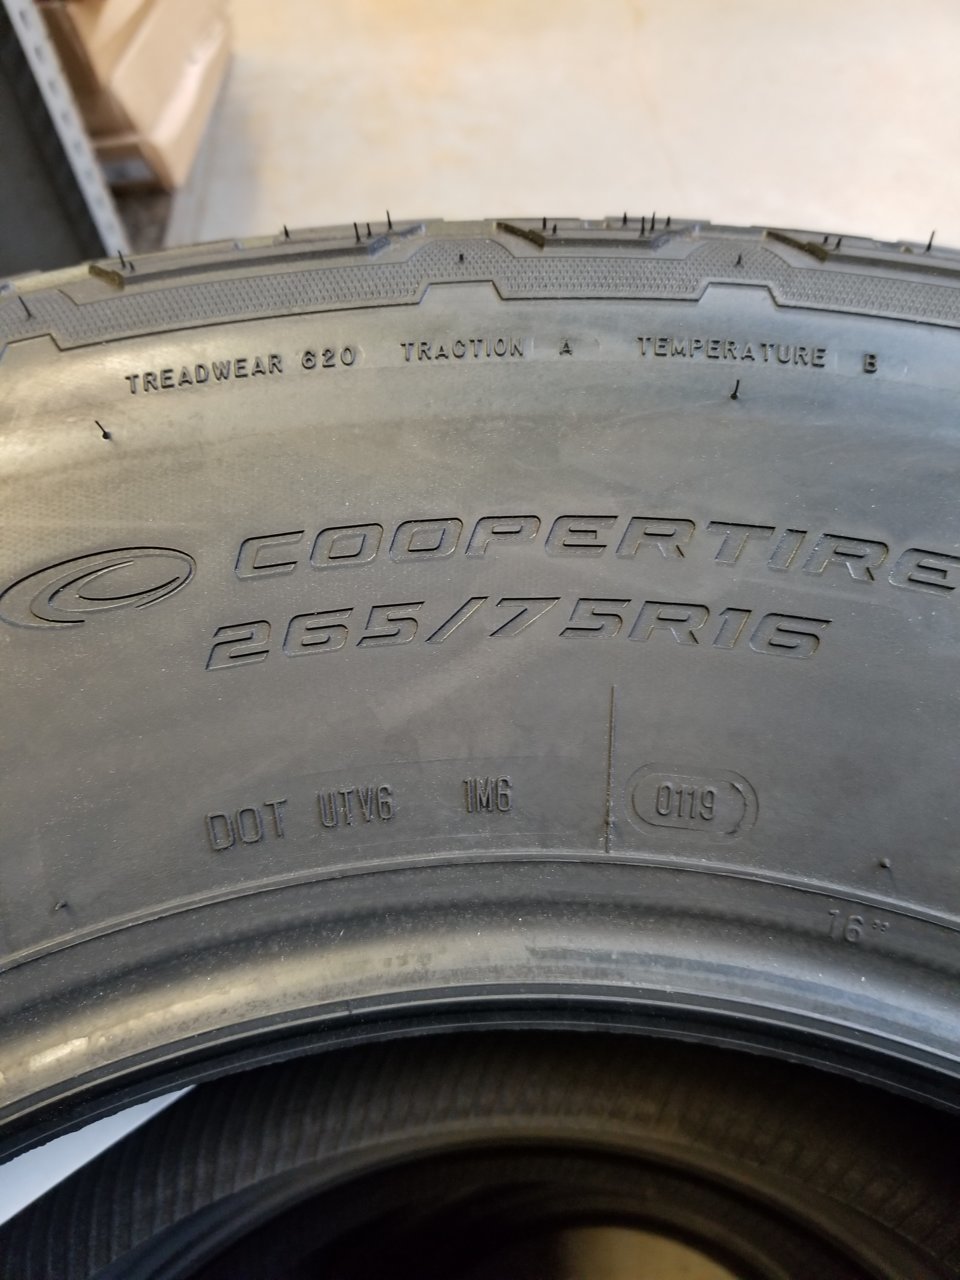 TREADWEAR 620 TRACTION A TEMPERATURE B
COOPERTIRE
265/75R16
DOT UTV6 1M6 0119
16"